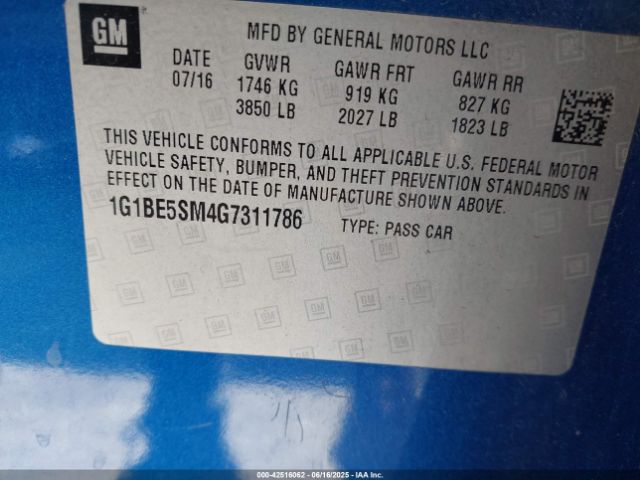 GM
MFD BY GENERAL MOTORS LLC
DATE GVWR GAWR FRT GAWR RR
07/16 1746 KG 919 KG 827 KG
3850 LB 2027 LB 1823 LB
THIS VEHICLE CONFORMS TO ALL APPLICABLE U.S. FEDERAL MOTOR
VEHICLE SAFETY, BUMPER, AND THEFT PREVENTION STANDARDS IN
EFFECT ON THE DATE OF MANUFACTURE SHOWN ABOVE.
1G1BE5SM4G7311786 TYPE: PASS CAR
000-42516062 - 06/16/2025 - IAAI Inc.